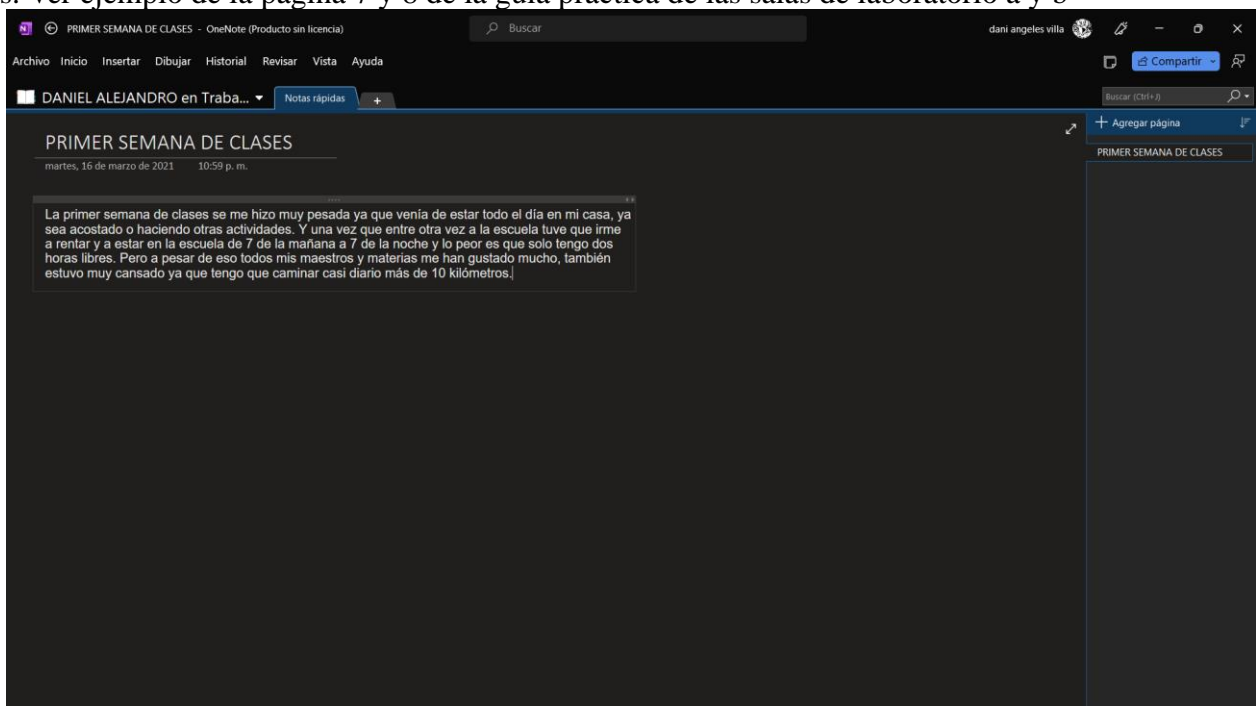 s. Ver ejemplo de la página 7 y 8 de la guía práctica de las salas de laboratorio a y b
PRIMER SEMANA DE CLASES - OneNote (Producto sin licencia)
Buscar
dani angeles villa
Archivo Inicio Insertar Dibujar Historial Revisar Vista Ayuda
Compartir
DANIEL ALEJANDRO en Traba...
Notas rápidas
+
Buscar (Ctrl+J)
PRIMER SEMANA DE CLASES
martes, 16 de marzo de 2021 10:59 p. m.
La primer semana de clases se me hizo muy pesada ya que venía de estar todo el día en mi casa, ya
sea acostado o haciendo otras actividades. Y una vez que entre otra vez a la escuela tuve que irme
a rentar y a estar en la escuela de 7 de la mañana a 7 de la noche y lo peor es que solo tengo dos
horas libres. Pero a pesar de eso todos mis maestros y materias me han gustado mucho, también
estuvo muy cansado ya que tengo que caminar casi diario más de 10 kilómetros.
+ Agregar página
PRIMER SEMANA DE CLASES